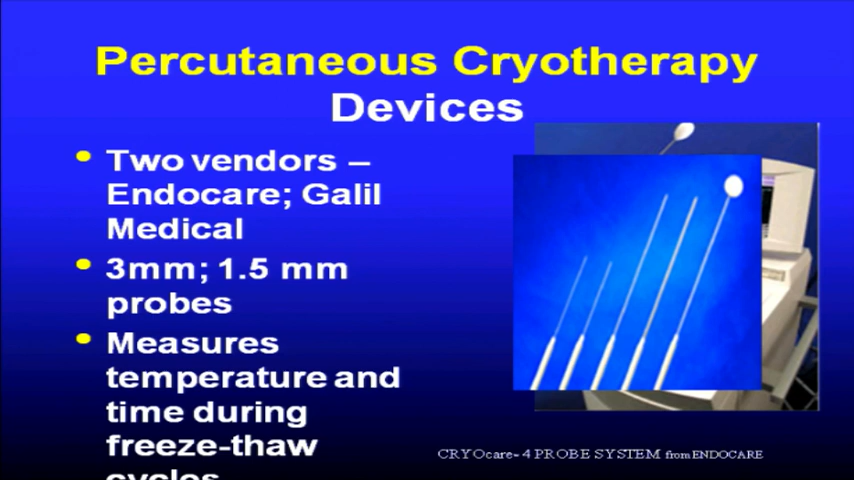 Percutaneous Cryotherapy
Devices
Two vendors –
Endocare; Galil
Medical
3mm; 1.5 mm
probes
Measures
temperature and
time during
freeze-thaw
cycles
CRYOcare- 4 PROBE SYSTEM from ENDOCARE